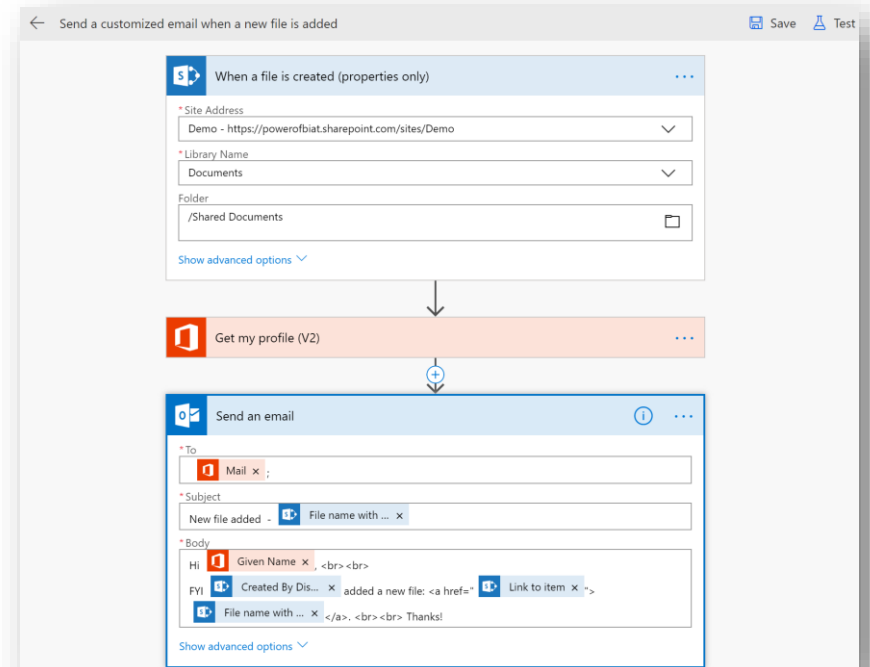 Send a customized email when a new file is added
Save
Test
When a file is created (properties only)
* Site Address
Demo - https://powerofbiat.sharepoint.com/sites/Demo
* Library Name
Documents
Folder
/Shared Documents
Show advanced options
Get my profile (V2)
Send an email
* To
Mail × ;
* Subject
New file added - File name with ... ×
* Body
Hi Given Name × , <br><br>
FYI Created By Dis... × added a new file: <a href=" Link to item × ">
File name with ... × </a>. <br><br> Thanks!
Show advanced options